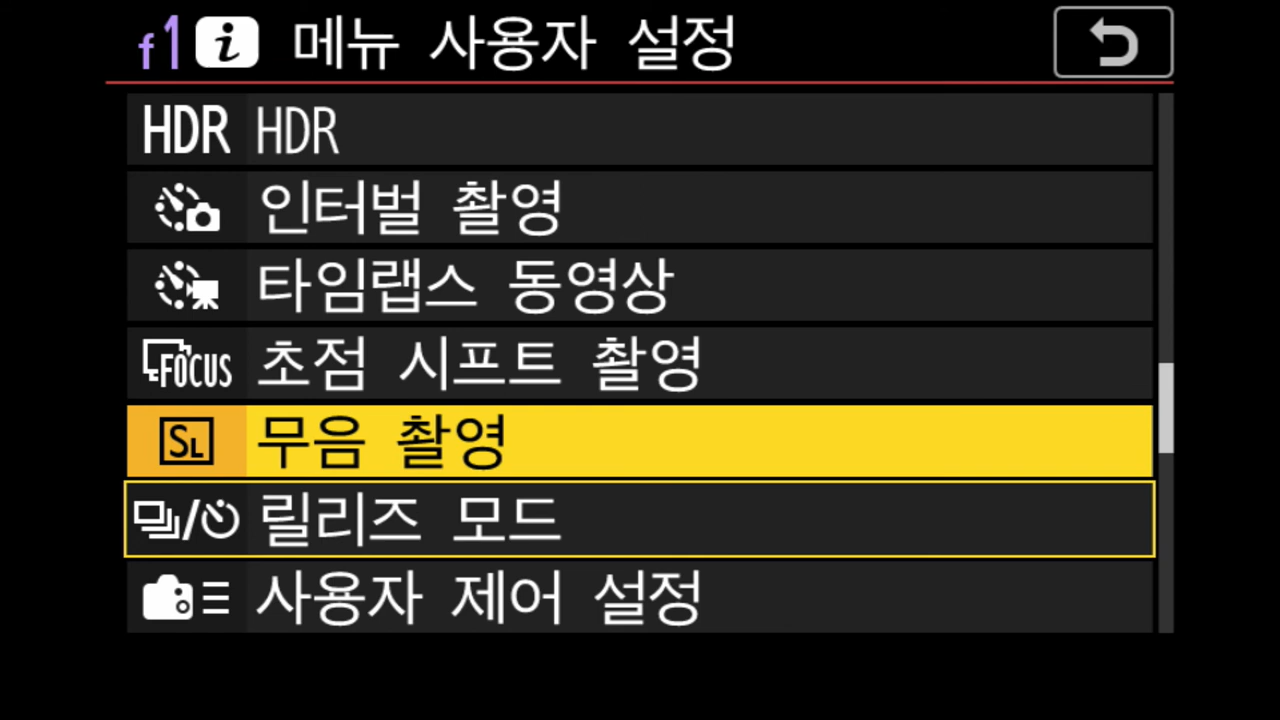 f1 i 메뉴 사용자 설정
HDR HDR
인터벌 촬영
타임랩스 동영상
FOCUS 초점 시프트 촬영
SL 무음 촬영
릴리즈 모드
사용자 제어 설정